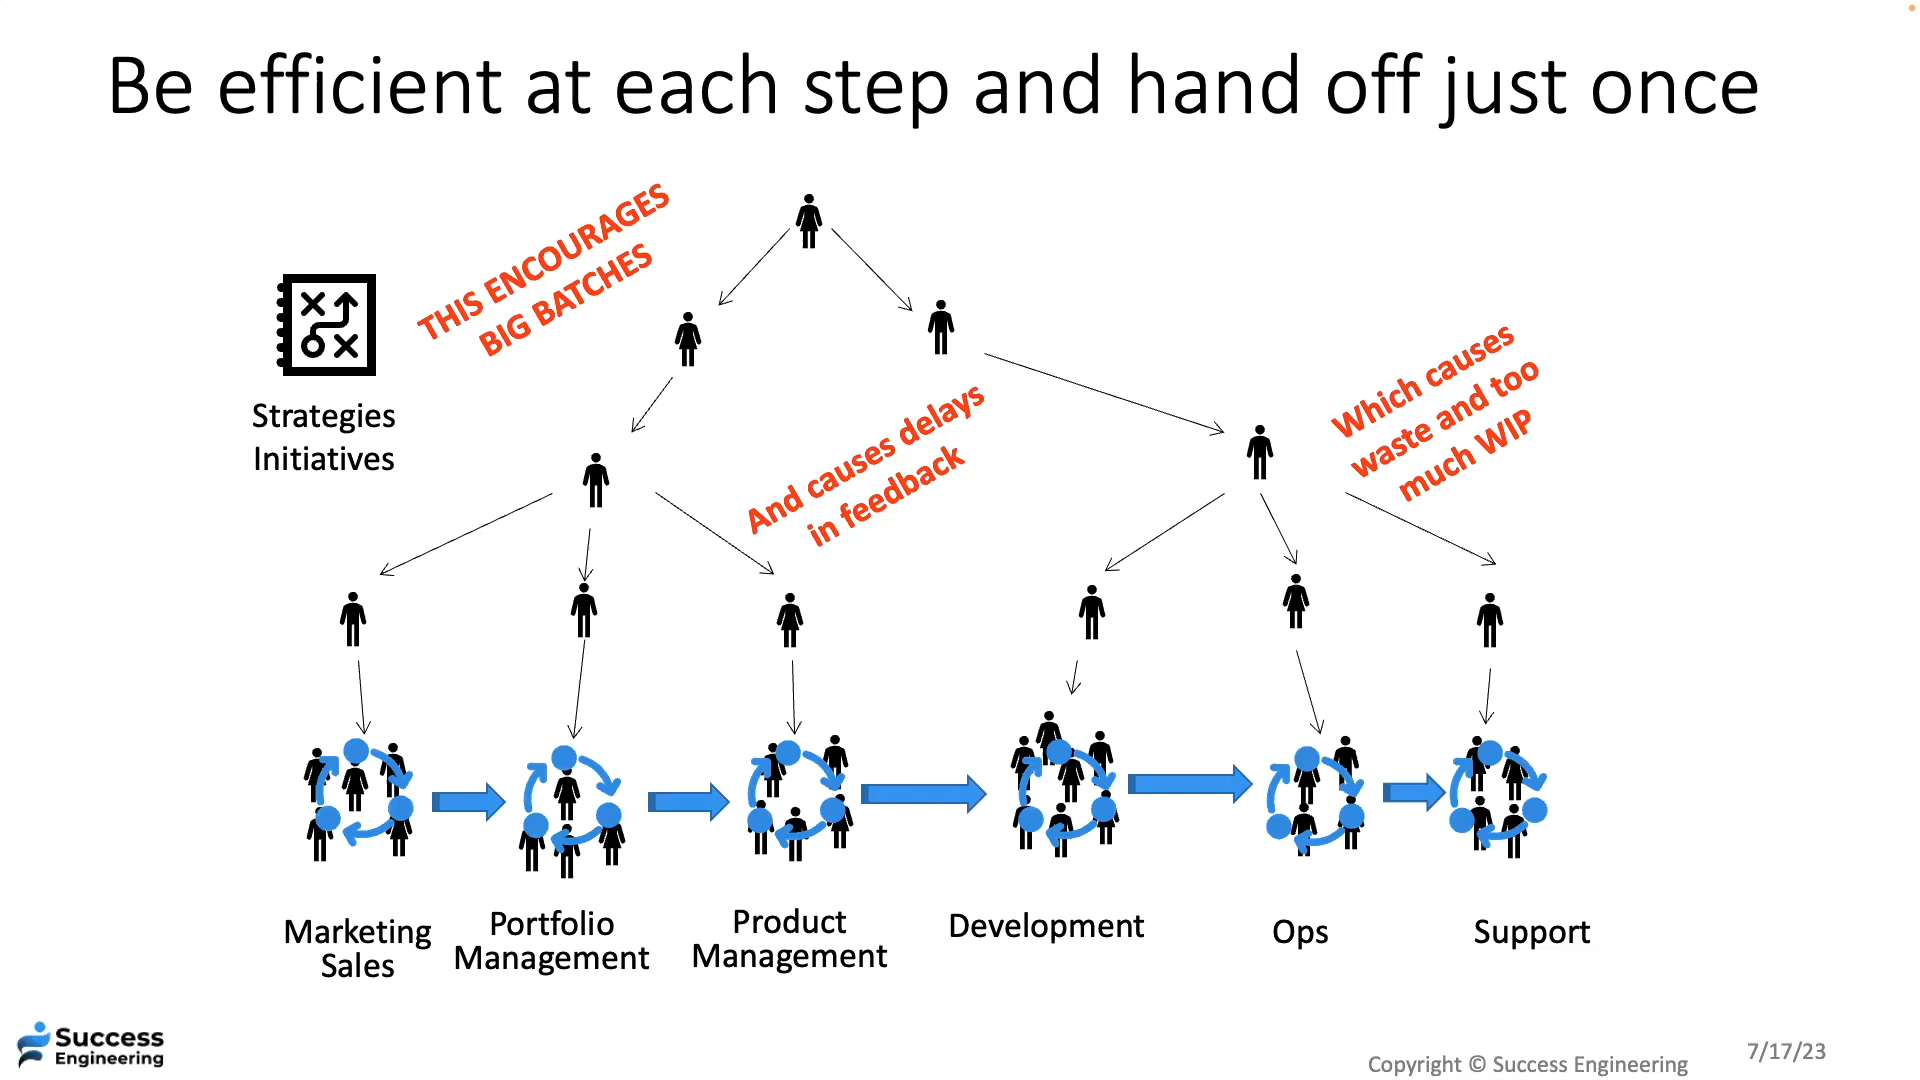 Be efficient at each step and hand off just once
THIS ENCOURAGES
BIG BATCHES
Strategies
Initiatives
And causes delays
in feedback
Which causes
waste and too
much WIP
Marketing
Sales
Portfolio
Management
Product
Management
Development
Ops
Support
Success
Engineering
Copyright © Success Engineering
7/17/23